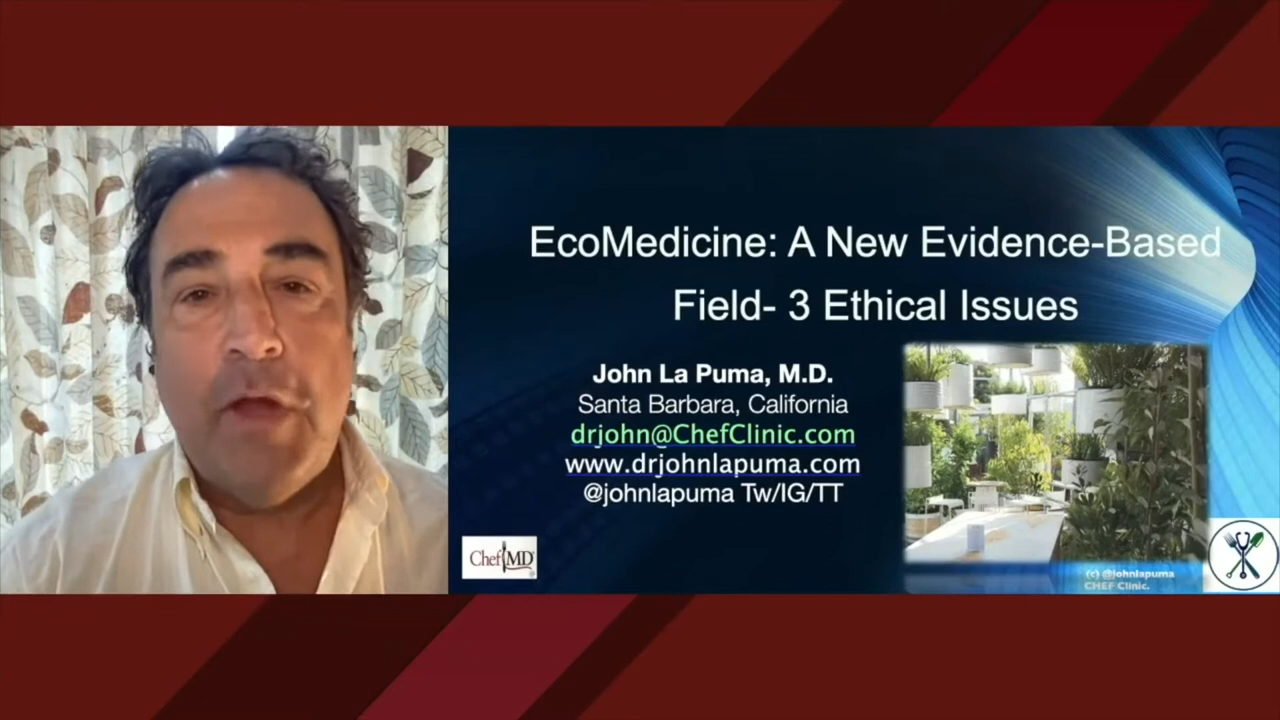 EcoMedicine: A New Evidence-Based
Field- 3 Ethical Issues
John La Puma, M.D.
Santa Barbara, California
drjohn@ChefClinic.com
www.drjohnlapuma.com
@johnlapuma Tw/IG/TT
ChefMD®
(c) @johnlapuma
CHEF Clinic.